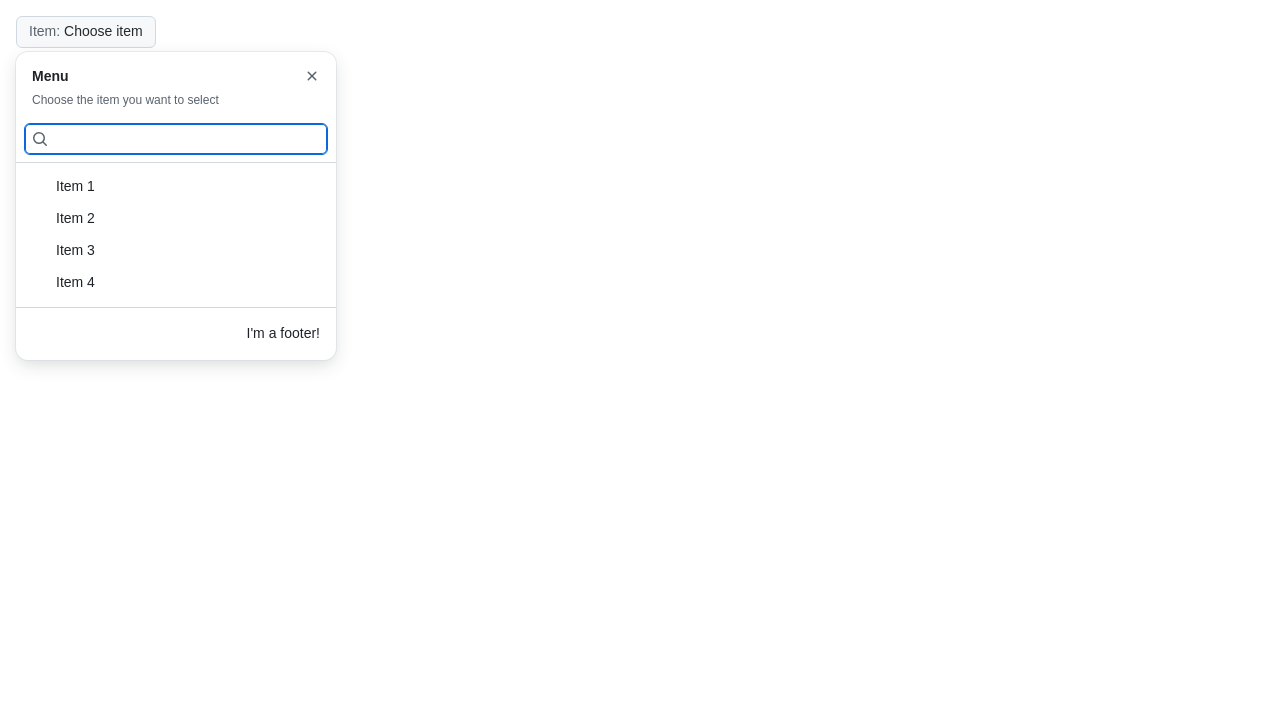 Item: Choose item
Menu
Choose the item you want to select
Item 1
Item 2
Item 3
Item 4
I'm a footer!